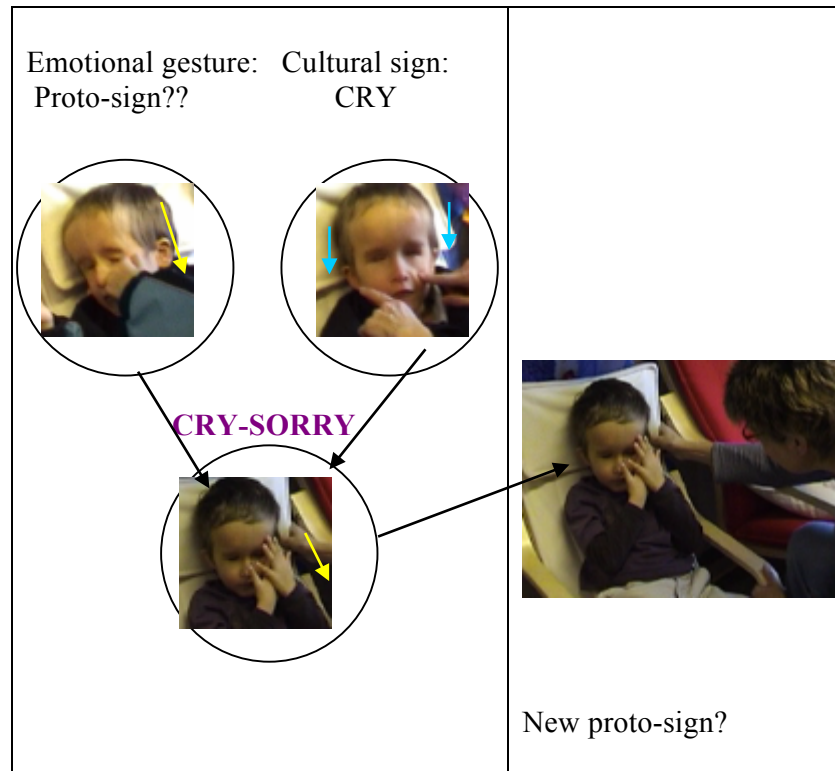 Emotional gesture:
Proto-sign??
Cultural sign:
CRY
CRY-SORRY
New proto-sign?